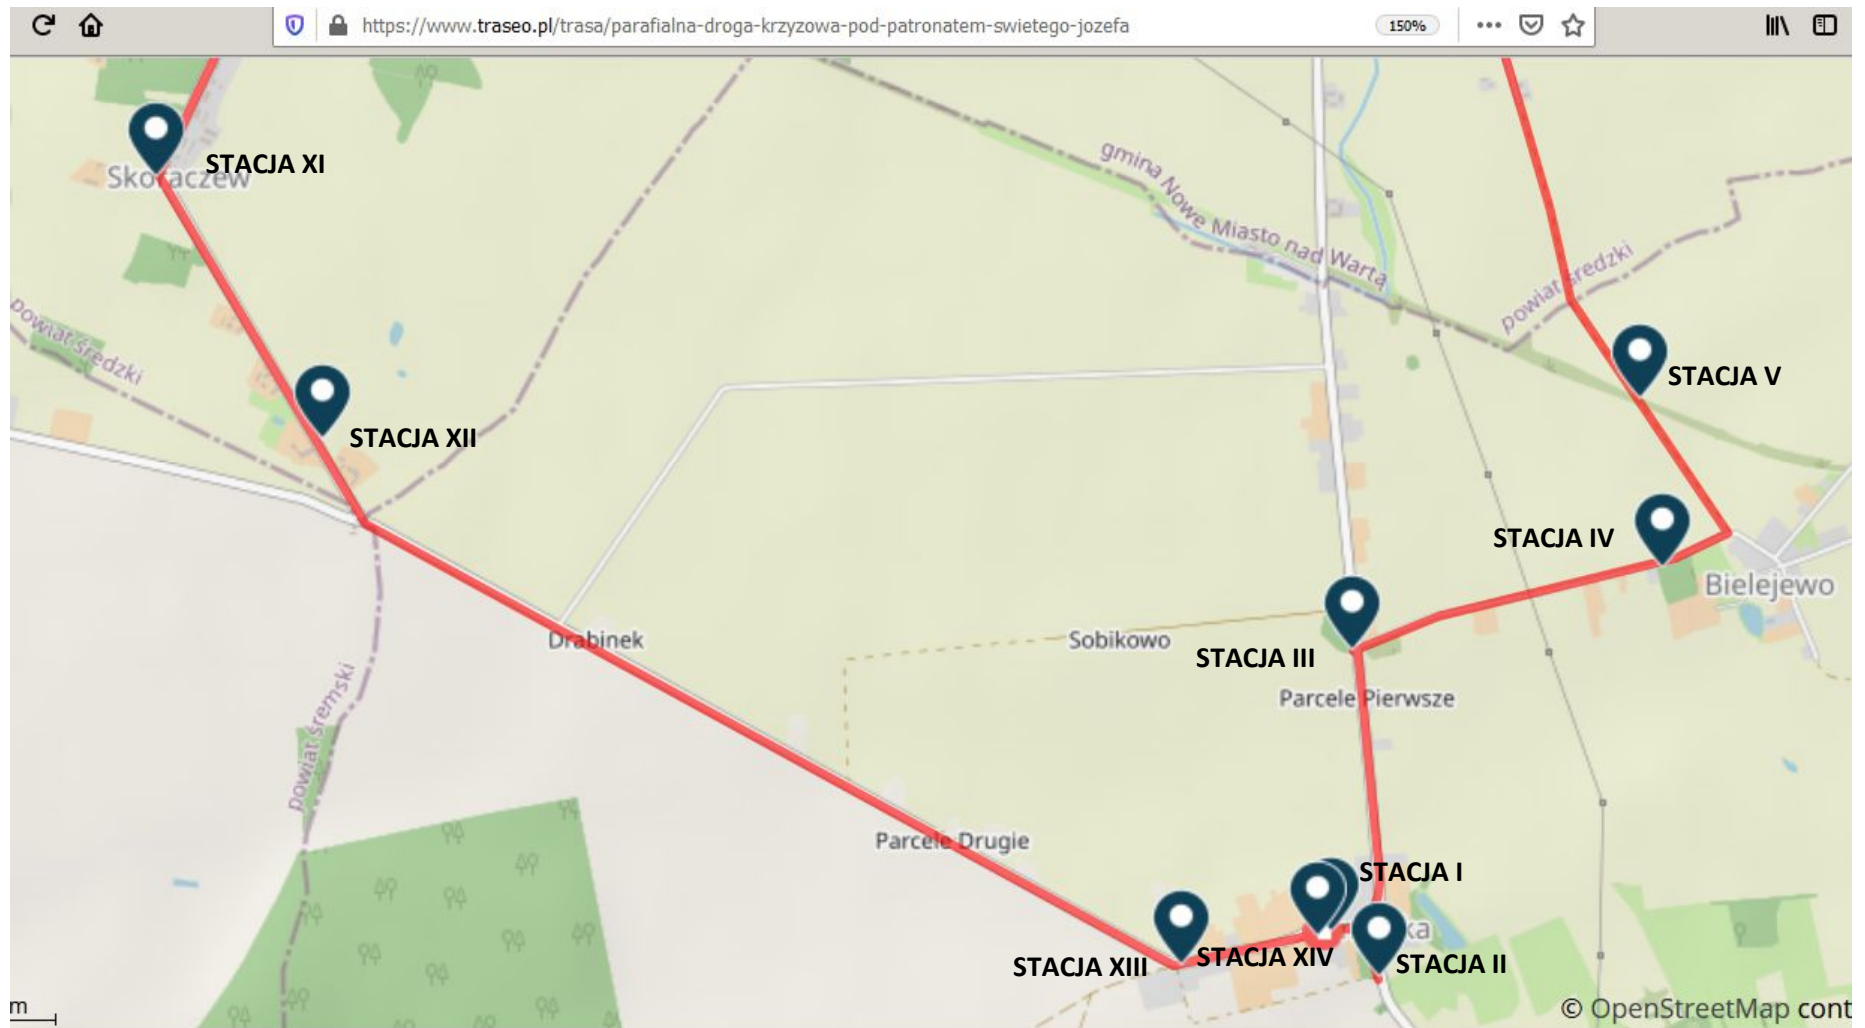 https://www.traseo.pl/trasa/parafialna-droga-krzyzowa-pod-patronatem-swietego-jozefa
150%
STACJA XI
gmina Nowe Miasto nad Wartą
powiat średzki
powiat średzki
STACJA V
STACJA XII
STACJA IV
Bielejewo
Drabinek
Sobikowo
STACJA III
Parcele Pierwsze
powiat śremski
Parcele Drugie
STACJA I
STACJA XIV
STACJA XIII
STACJA II
m
© OpenStreetMap cont